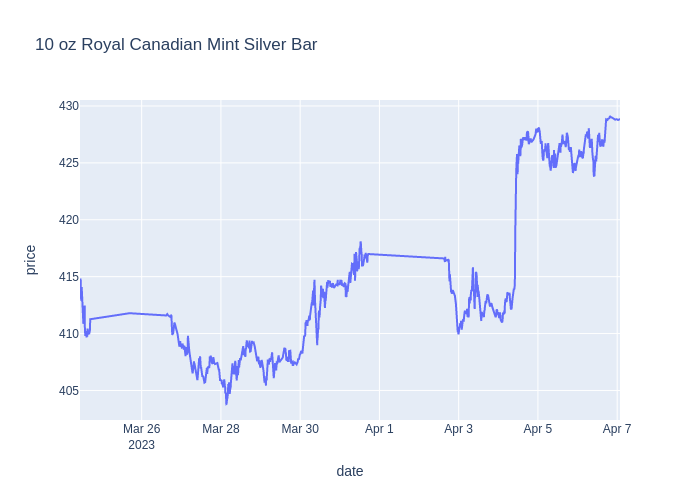 10 oz Royal Canadian Mint Silver Bar
430
425
420
415
410
405
price
Mar 26
2023
Mar 28
Mar 30
Apr 1
Apr 3
Apr 5
Apr 7
date